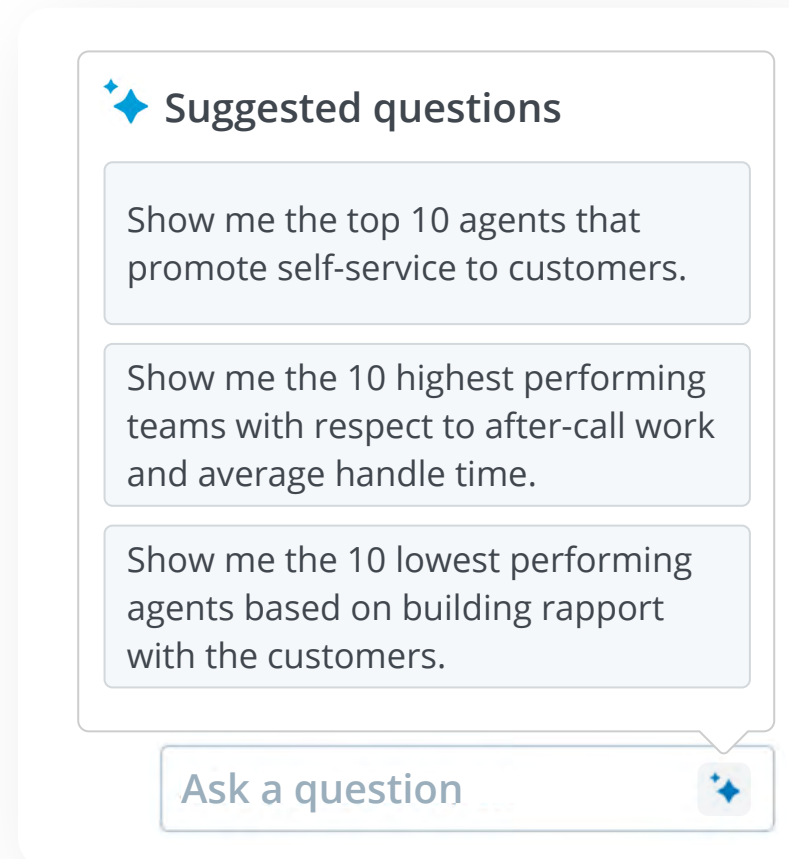 Suggested questions
Show me the top 10 agents that
promote self-service to customers.
Show me the 10 highest performing
teams with respect to after-call work
and average handle time.
Show me the 10 lowest performing
agents based on building rapport
with the customers.
Ask a question